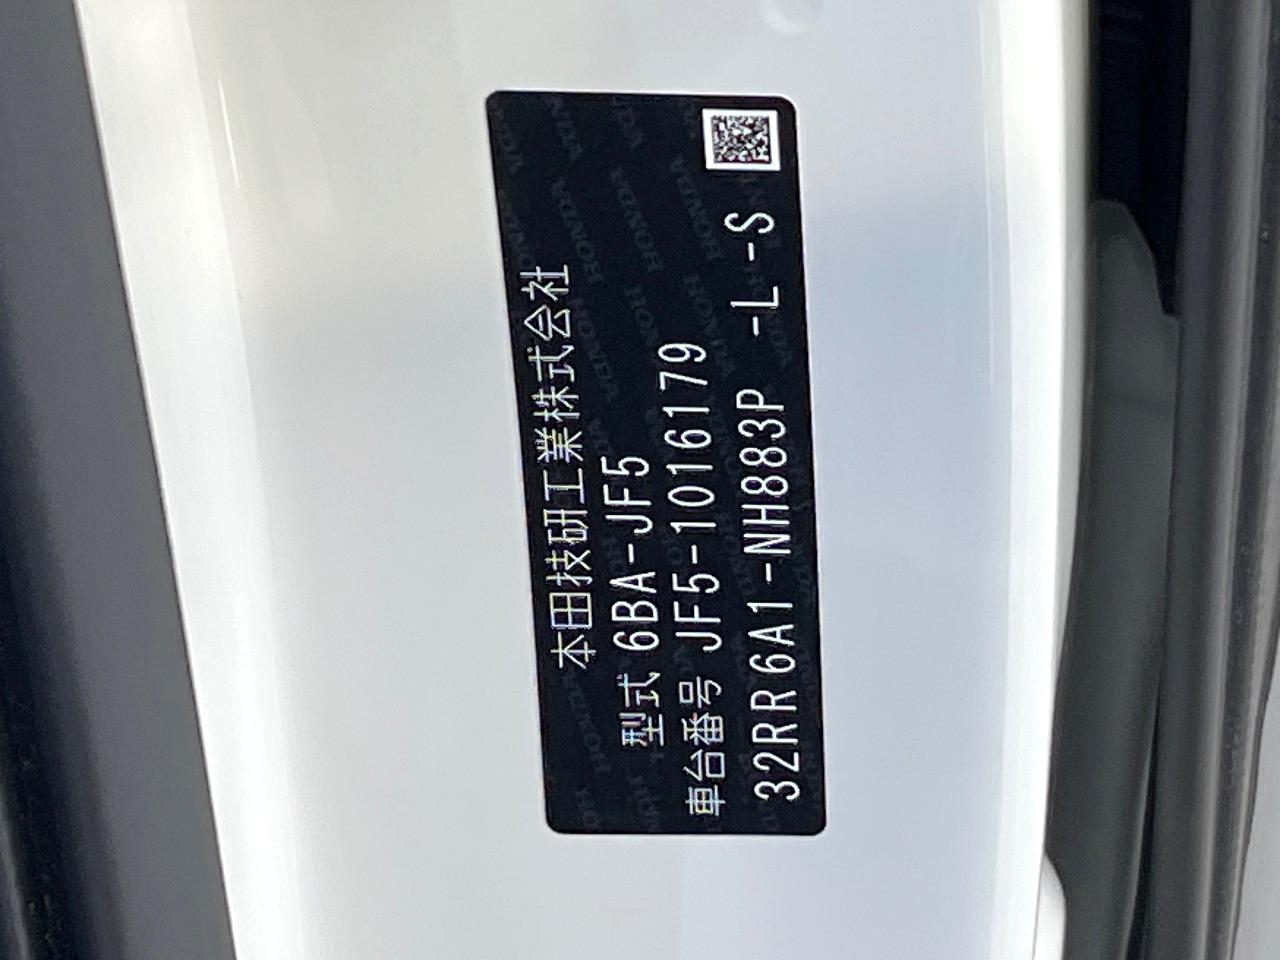 本田技研工業株式会社
型式 6BA-JF5
車台番号 JF5-1016179
32RR6A1-NH883P -L-S